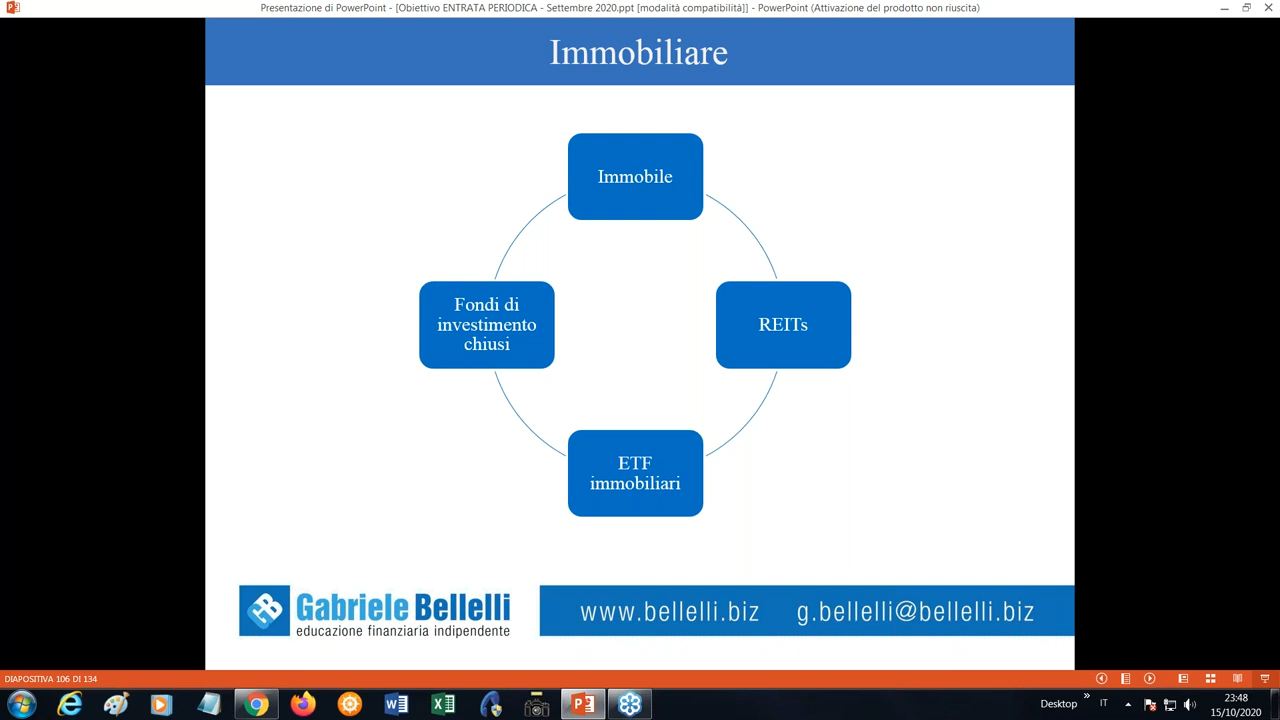 Presentazione di PowerPoint - [Obiettivo ENTRATA PERIODICA - Settembre 2020.ppt [modalità compatibilità]] - PowerPoint (Attivazione del prodotto non riuscita)
Immobiliare
Immobile
Fondi di
investimento
chiusi
REITs
ETF
immobiliari
Gabriele Bellelli
educazione finanziaria indipendente
www.bellelli.biz g.bellelli@bellelli.biz
DIAPOSITIVA 106 DI 134
Desktop
IT
23:48
15/10/2020